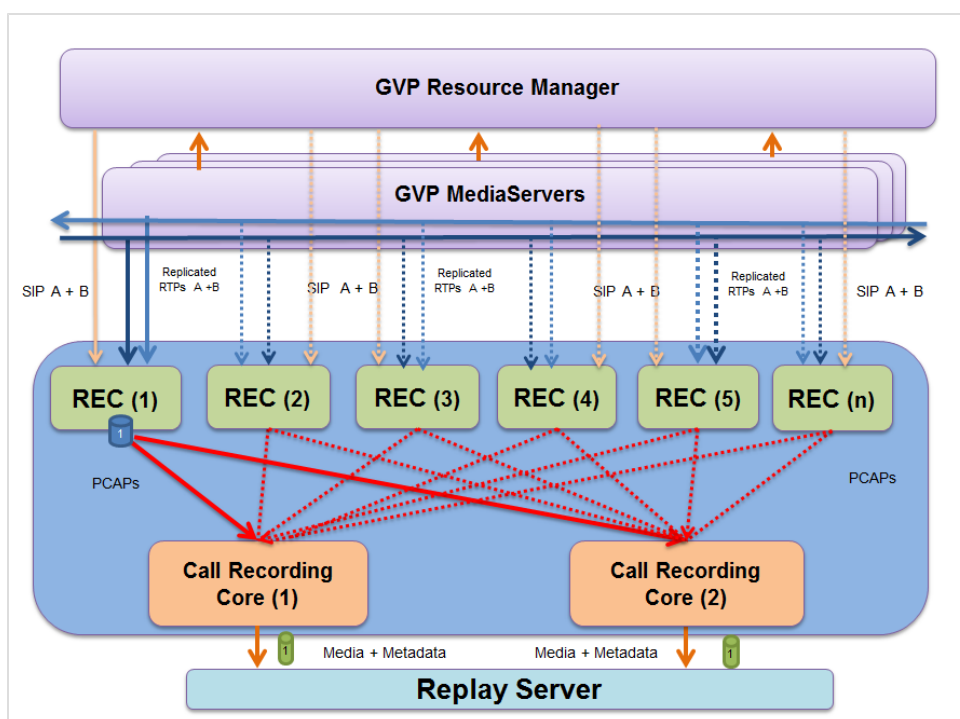 GVP Resource Manager
GVP MediaServers
SIP A + B
Replicated
RTPs A +B
SIP A + B
Replicated
RTPs A +B
SIP A + B
Replicated
RTPs A +B
SIP A + B
REC (1)
REC (2)
REC (3)
REC (4)
REC (5)
REC (n)
1
PCAPs
PCAPs
Call Recording
Core (1)
Call Recording
Core (2)
1
Media + Metadata
Media + Metadata
1
Replay Server